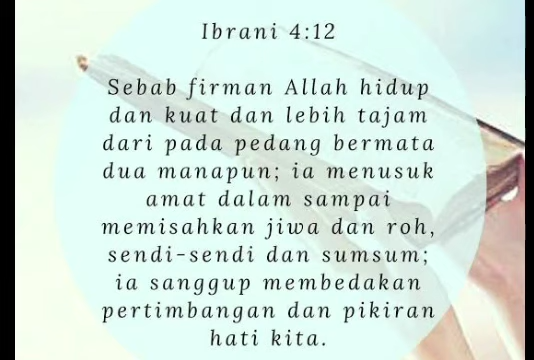 Ibrani 4:12
Sebab firman Allah hidup
dan kuat dan lebih tajam
dari pada pedang bermata
dua manapun; ia menusuk
amat dalam sampai
memisahkan jiwa dan roh,
sendi-sendi dan sumsum;
ia sanggup membedakan
pertimbangan dan pikiran
hati kita.